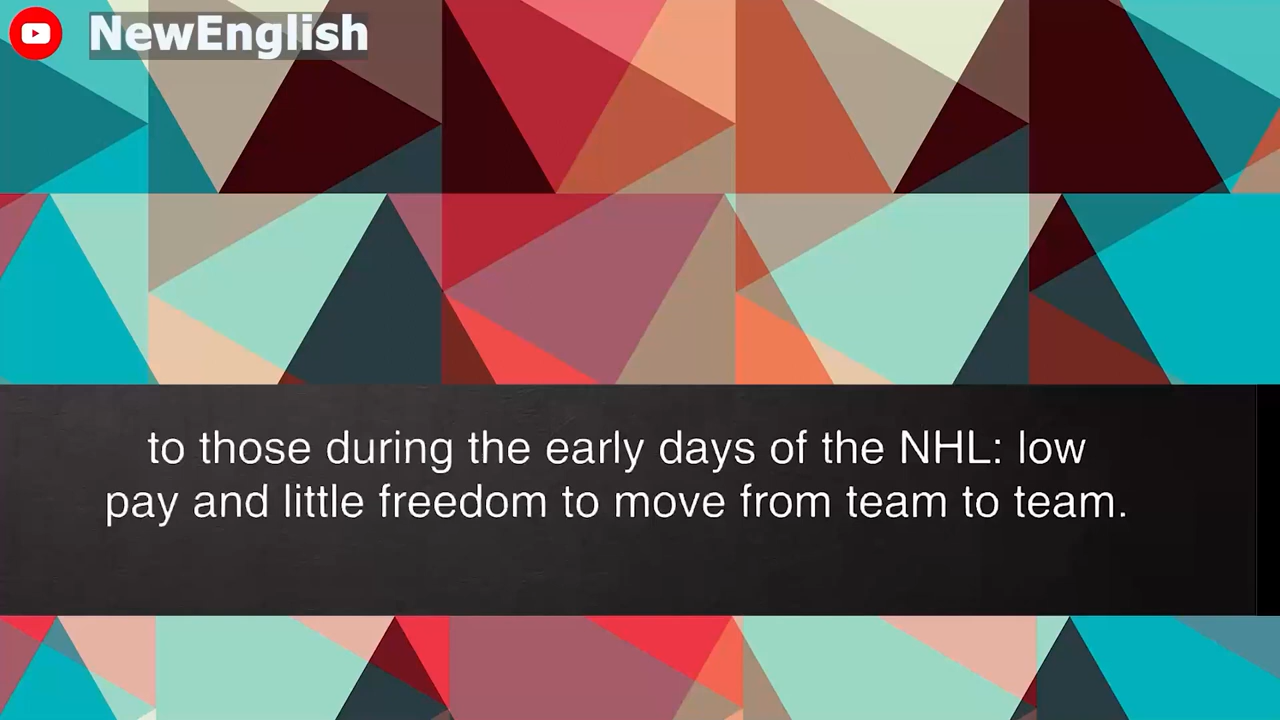 NewEnglish
to those during the early days of the NHL: low
pay and little freedom to move from team to team.